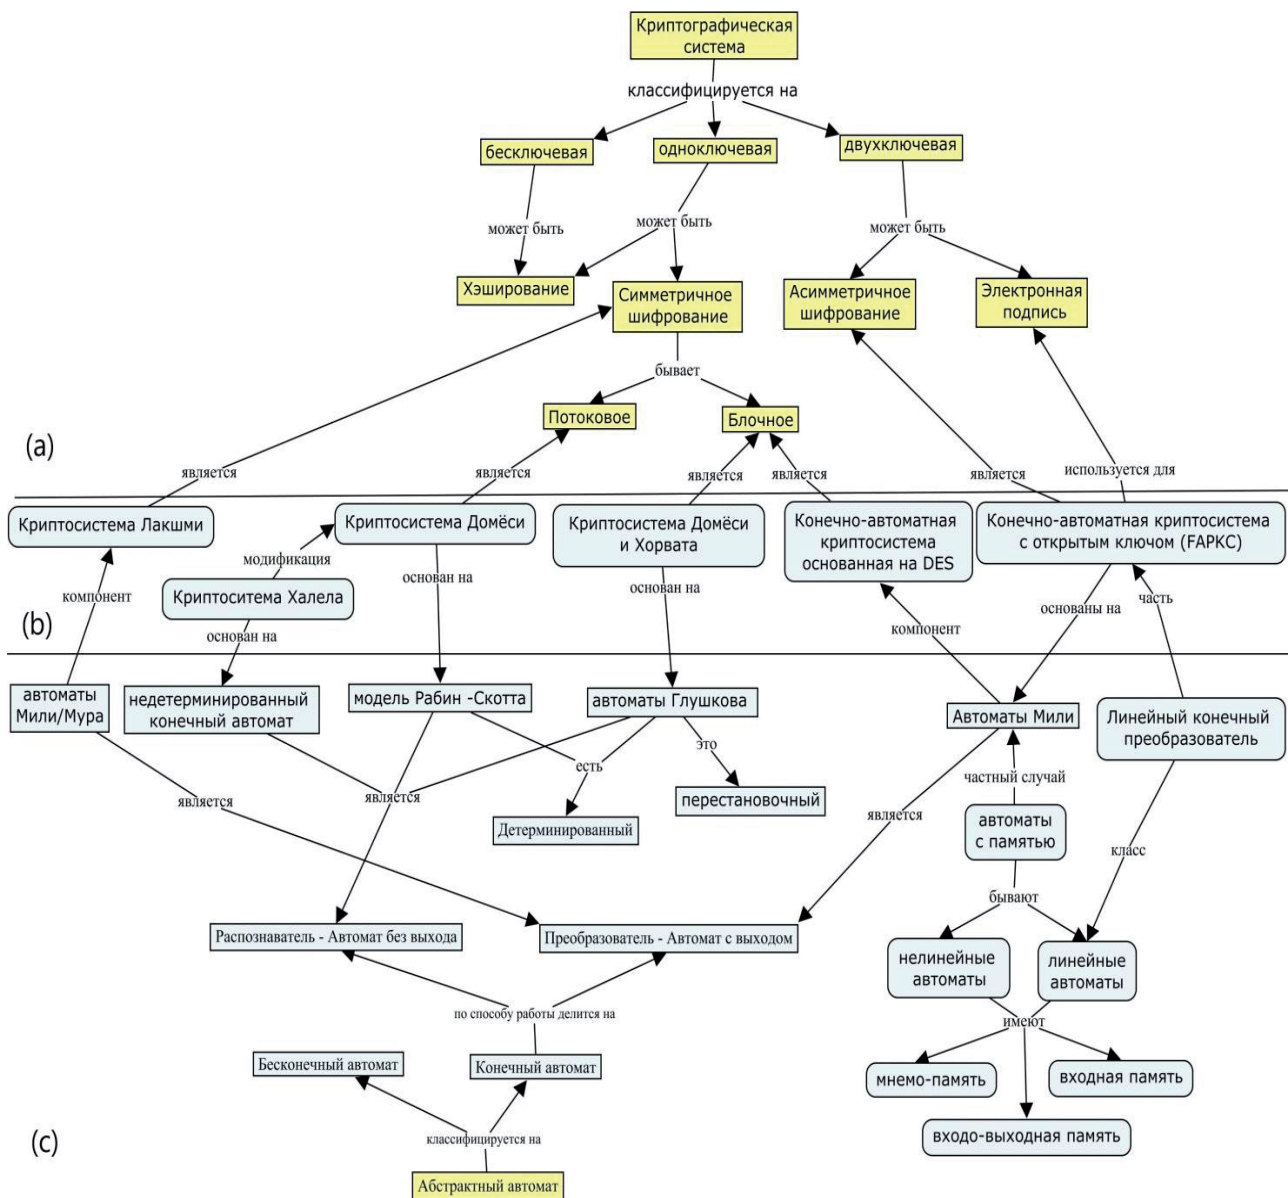 Криптографическая
система
классифицируется на
бесключевая
одноключевая
двухключевая
может быть
может быть
может быть
Хэширование
Симметричное
шифрование
Асимметричное
шифрование
Электронная
подпись
бывает
Потоковое
Блочное
(a)
является
является
является
является
является
используется для
Криптосистема Лакшми
Криптосистема Домёси
Криптосистема Домёси
и Хорвата
Конечно-автоматная
криптосистема
основанная на DES
Конечно-автоматная криптосистема
с открытым ключом (FAPKC)
модификация
Криптоситема Халела
компонент
основан на
основан на
основан на
компонент
основаны на
часть
(b)
автоматы
Мили/Мура
недетерминированный
конечный автомат
модель Рабин -Скотта
автоматы Глушкова
Автоматы Мили
Линейный конечный
преобразователь
это
есть
частный случай
является
является
перестановочный
является
Детерминированный
автоматы
с памятью
класс
бывают
Распознаватель - Автомат без выхода
Преобразователь - Автомат с выходом
нелинейные
автоматы
линейные
автоматы
по способу работы делится на
имеют
Бесконечный автомат
Конечный автомат
мнемо-память
входная память
входо-выходная память
(c)
классифицируется на
Абстрактный автомат